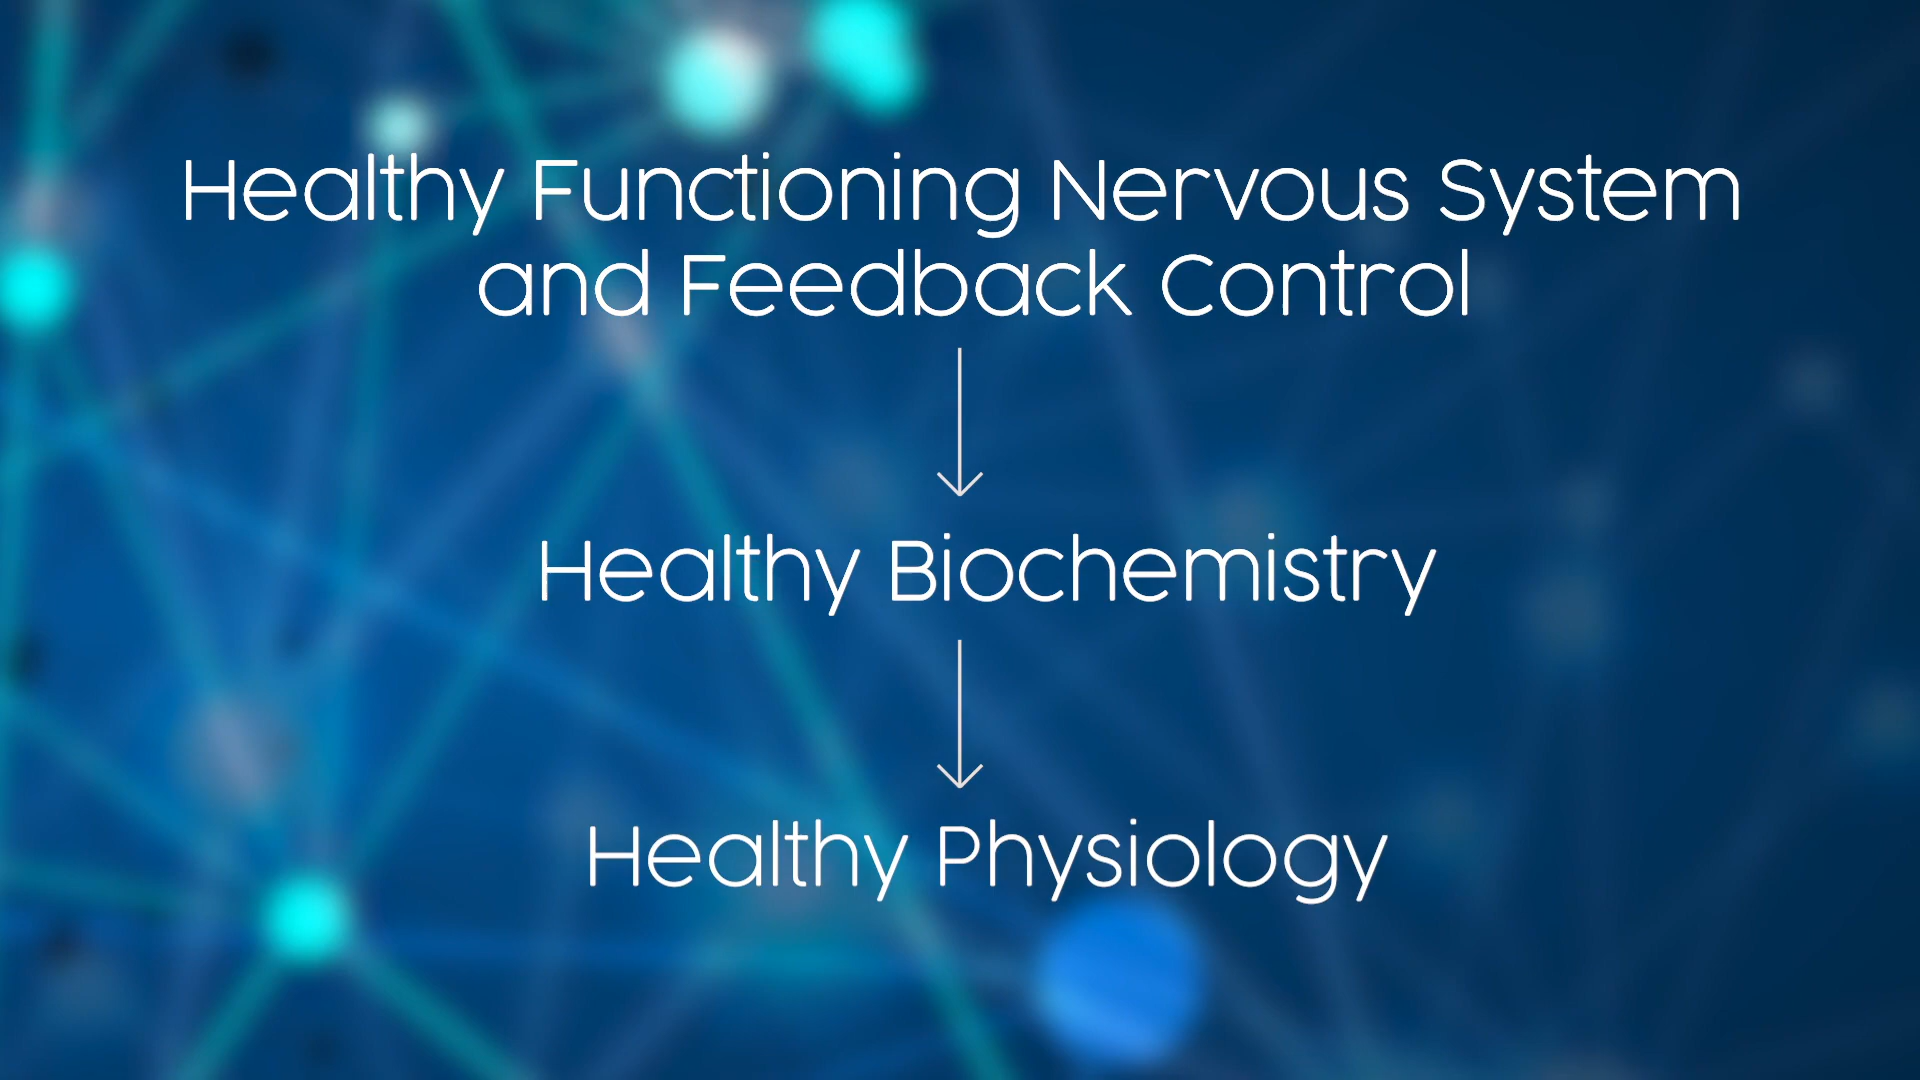 Healthy Functioning Nervous System
and Feedback Control
Healthy Biochemistry
Healthy Physiology